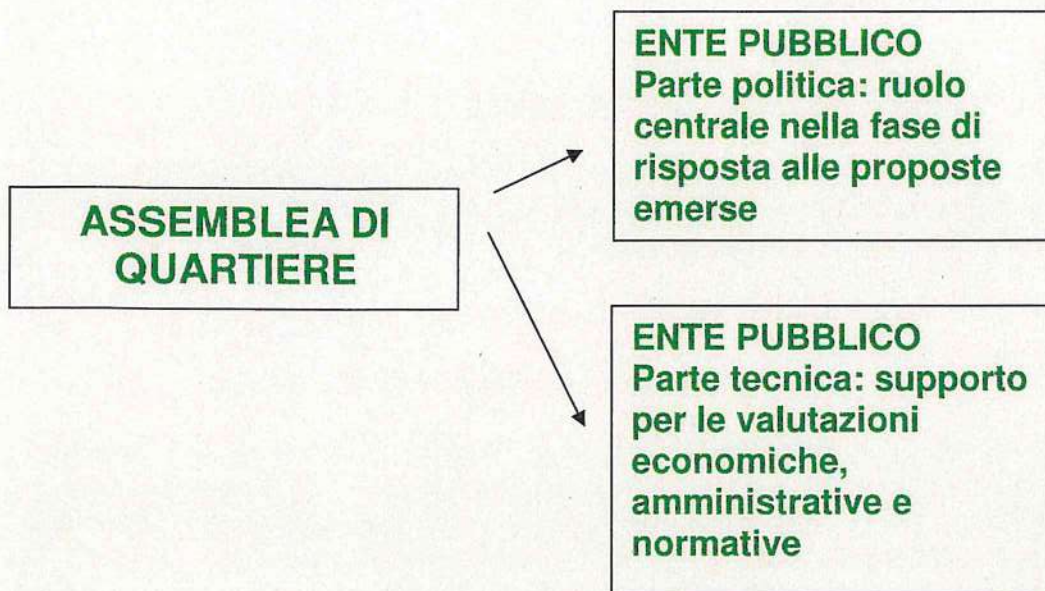 ASSEMBLEA DI
QUARTIERE
ENTE PUBBLICO
Parte politica: ruolo
centrale nella fase di
risposta alle proposte
emerse
ENTE PUBBLICO
Parte tecnica: supporto
per le valutazioni
economiche,
amministrative e
normative